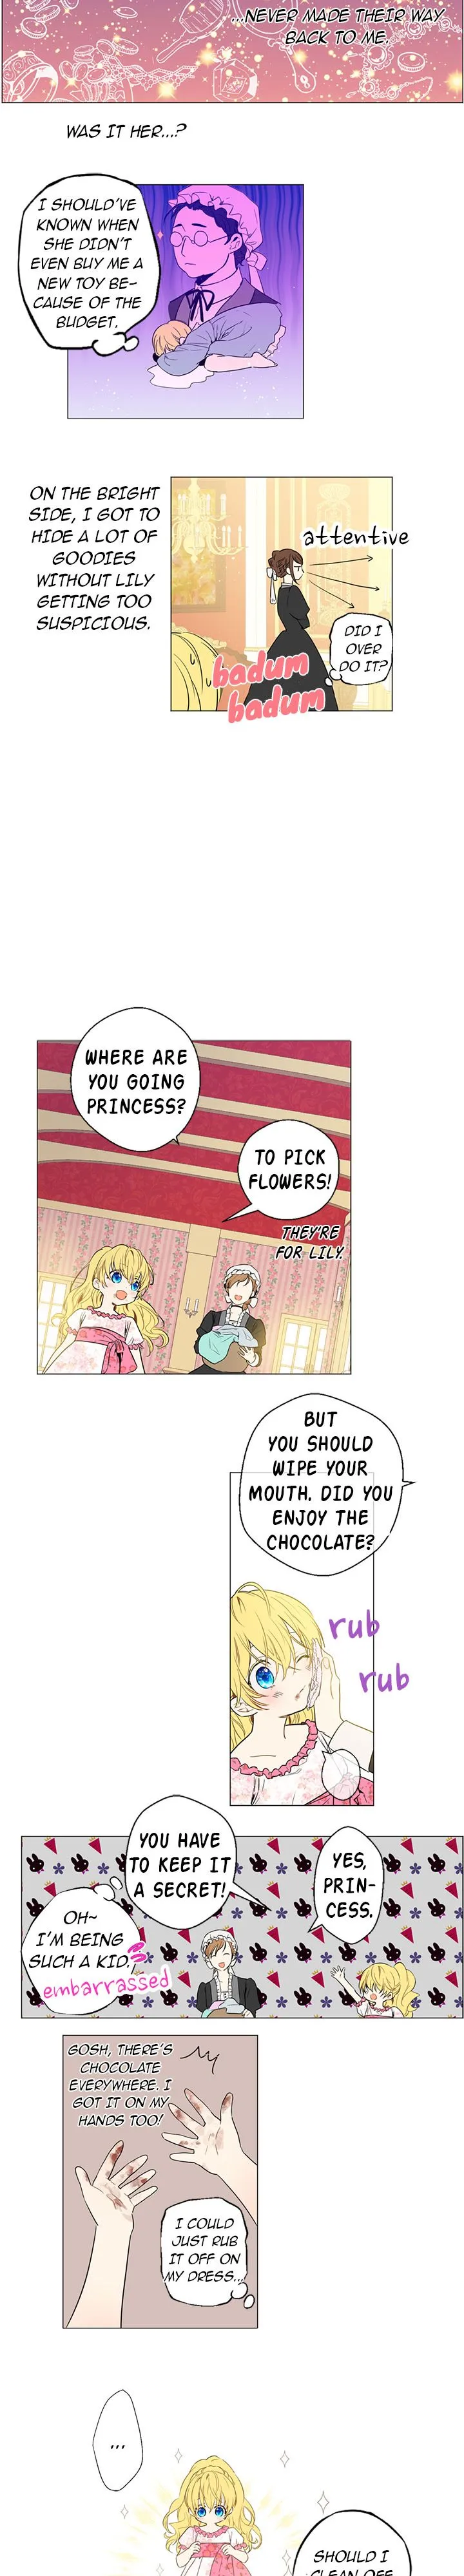 ...NEVER MADE THEIR WAY
BACK TO ME.
WAS IT HER...?
I SHOULD'VE
KNOWN WHEN
SHE DIDN'T
EVEN BUY ME A
NEW TOY BE-
CAUSE OF THE
BUDGET.
ON THE BRIGHT
SIDE, I GOT TO
HIDE A LOT OF
GOODIES
WITHOUT LILY
GETTING TOO
SUSPICIOUS.
attentive
DID I
OVER
DO IT?
badum
badum
WHERE ARE
YOU GOING
PRINCESS?
TO PICK
FLOWERS!
THEY'RE
FOR LILY.
BUT
YOU SHOULD
WIPE YOUR
MOUTH. DID YOU
ENJOY THE
CHOCOLATE?
rub
rub
YOU HAVE
TO KEEP IT
A SECRET!
YES,
PRIN-
CESS.
OH~
I'M BEING
SUCH A KID.
embarrassed
GOSH, THERE'S
CHOCOLATE
EVERYWHERE. I
GOT IT ON MY
HANDS TOO!
I COULD
JUST RUB
IT OFF ON
MY DRESS...
...
SHOULD I
CLEAN OFF